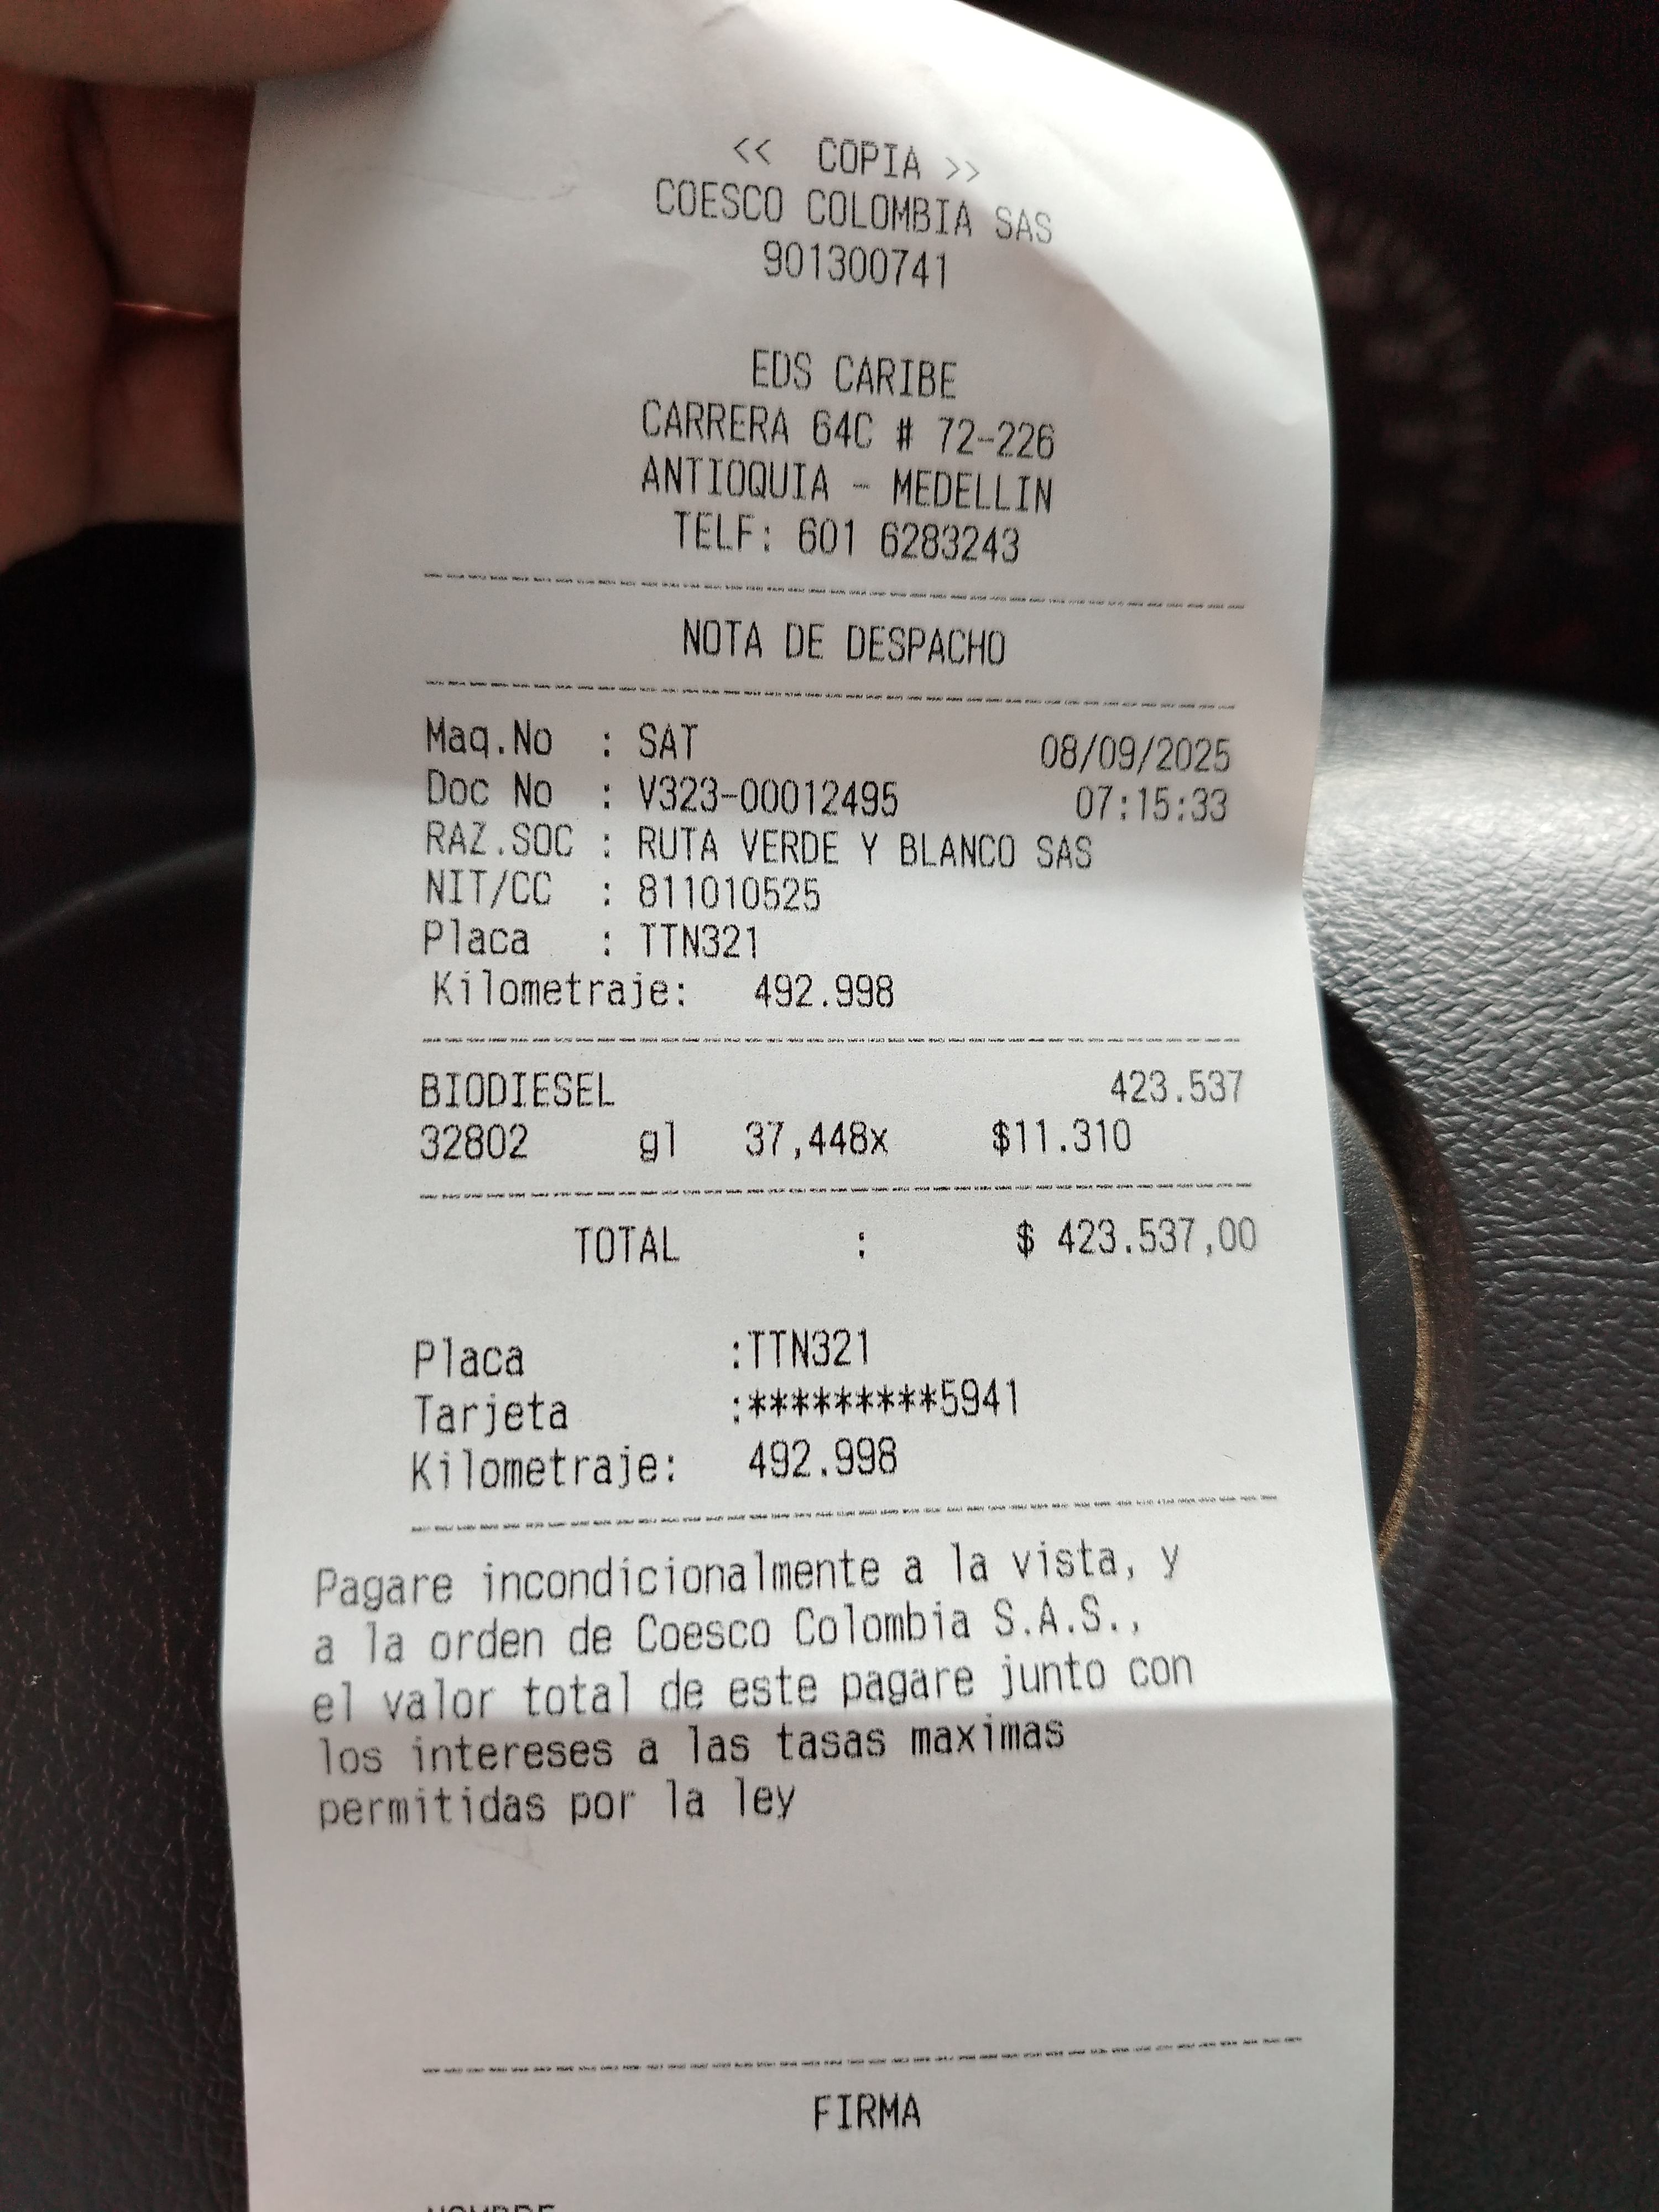 << COPIA >>
COESCO COLOMBIA SAS
901300741
EDS CARIBE
CARRERA 64C # 72-226
ANTIOQUIA - MEDELLIN
TELF: 601 6283243
NOTA DE DESPACHO
Maq.No : SAT 08/09/2025
Doc No : V323-00012495 07:15:33
RAZ.SOC : RUTA VERDE Y BLANCO SAS
NIT/CC : 811010525
Placa : TTN321
Kilometraje: 492.998
BIODIESEL 423.537
32802 gl 37,448x $11.310
TOTAL : $ 423.537,00
Placa :TTN321
Tarjeta :*********5941
Kilometraje: 492.998
Pagare incondicionalmente a la vista, y
a la orden de Coesco Colombia S.A.S.,
el valor total de este pagare junto con
los intereses a las tasas maximas
permitidas por la ley
FIRMA